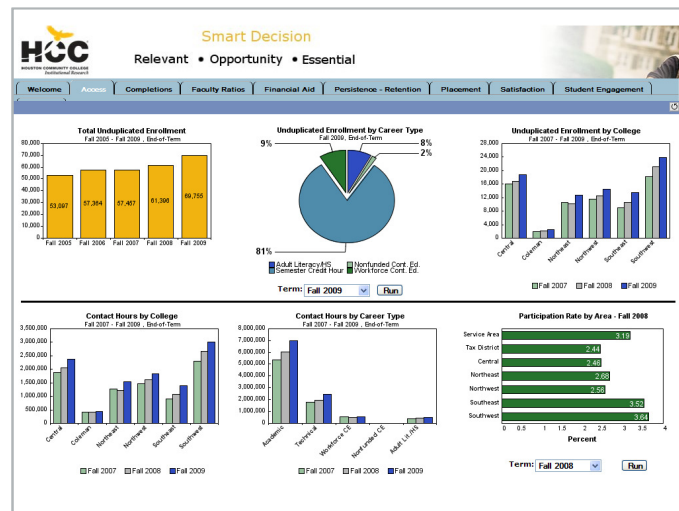 HCC
HOUSTON COMMUNITY COLLEGE
Institutional Research
Smart Decision
Relevant • Opportunity • Essential
Welcome
Access
Completions
Faculty Ratios
Financial Aid
Persistence - Retention
Placement
Satisfaction
Student Engagement
Total Unduplicated Enrollment
Fall 2005 - Fall 2009 , End-of-Term
80,000
70,000
60,000
50,000
40,000
30,000
20,000
10,000
0
53,097
57,364
57,457
61,396
69,755
Fall 2005
Fall 2006
Fall 2007
Fall 2008
Fall 2009
Unduplicated Enrollment by Career Type
Fall 2009, End-of-Term
9%
8%
2%
81%
Adult Literacy/HS
Nonfunded Cont. Ed.
Semester Credit Hour
Workforce Cont. Ed.
Term: Fall 2009 Run
Unduplicated Enrollment by College
Fall 2007 - Fall 2009 , End-of-Term
28,000
24,000
20,000
16,000
12,000
8,000
4,000
0
Central
Coleman
Northeast
Northwest
Southeast
Southwest
Fall 2007 Fall 2008 Fall 2009
Contact Hours by College
Fall 2007 - Fall 2009 , End-of-Term
3,500,000
3,000,000
2,500,000
2,000,000
1,500,000
1,000,000
500,000
0
Central
Coleman
Northeast
Northwest
Southeast
Southwest
Fall 2007 Fall 2008 Fall 2009
Contact Hours by Career Type
Fall 2007 - Fall 2009 , End-of-Term
8,000,000
7,000,000
6,000,000
5,000,000
4,000,000
3,000,000
2,000,000
1,000,000
0
Academic
Technical
Workforce CE
Nonfunded CE
Adult Lit./HS
Fall 2007 Fall 2008 Fall 2009
Participation Rate by Area - Fall 2008
Service Area 3.19
Tax District 2.44
Central 2.46
Northeast 2.68
Northwest 2.56
Southeast 3.52
Southwest 3.64
0 0.5 1 1.5 2 2.5 3 3.5 4
Percent
Term: Fall 2008 Run